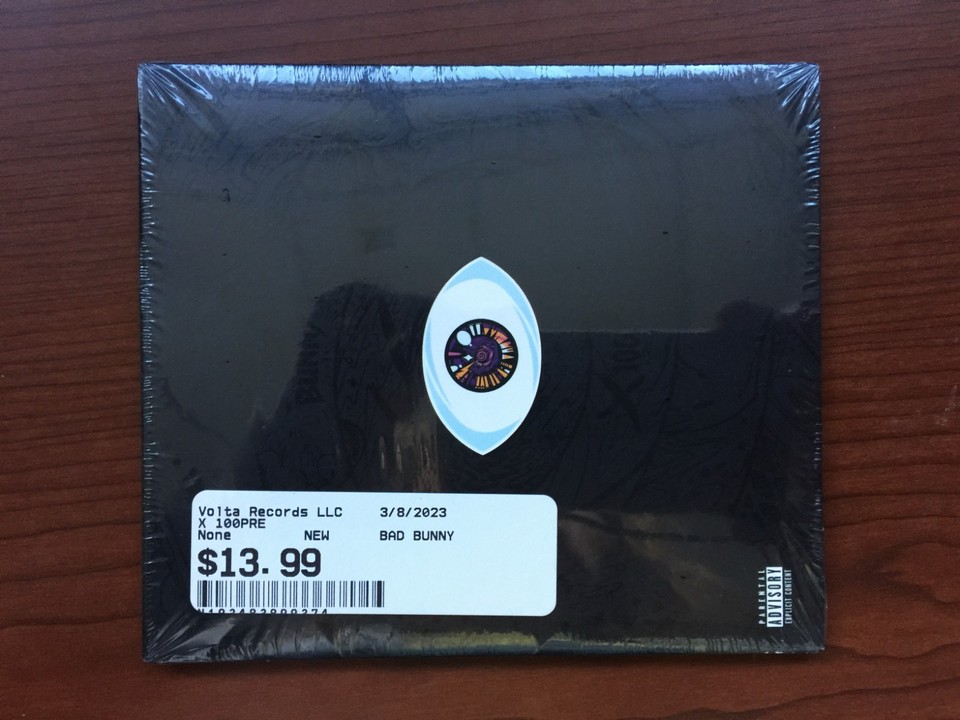 Volta Records LLC 3/8/2023
X 100PRE
None NEW BAD BUNNY
$13.99
PARENTAL
ADVISORY
EXPLICIT CONTENT